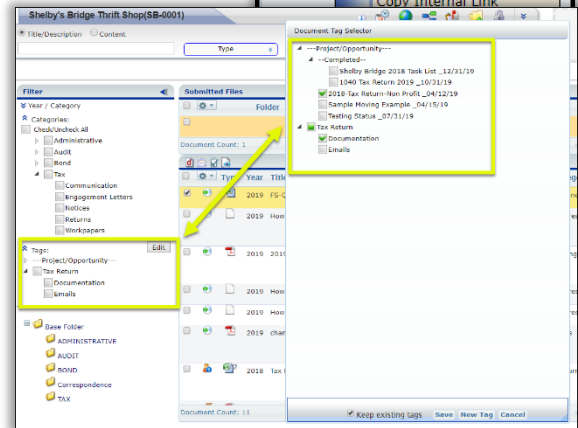 Copy Internal Link
Shelby's Bridge Thrift Shop(SB-0001)
Title/Description Content
Type
Filter
Year / Category
Categories:
Check/Uncheck All
Administrative
Audit
Bond
Tax
Communication
Engagement Letters
Notices
Returns
Workpapers
Tags:
Edit
---Project/Opportunity---
Tax Return
Documentation
Emails
Base Folder
ADMINISTRATIVE
AUDIT
BOND
Correspondence
TAX
Submitted Files
Folder
Document Count: 1
Type Year Title
2019 FS-
2019 How
2019 2019
2019 How
2019 How
2019 chan
2018 Tax
Document Count: 11
Document Tag Selector
---Project/Opportunity---
--Completed--
Shelby Bridge 2018 Task List _12/31/19
1040 Tax Return 2019 _10/31/19
2018-Tax Return-Non Profit _04/12/19
Sample Moving Example _04/15/19
Testing Status _07/31/19
Tax Return
Documentation
Emails
Keep existing tags Save New Tag Cancel